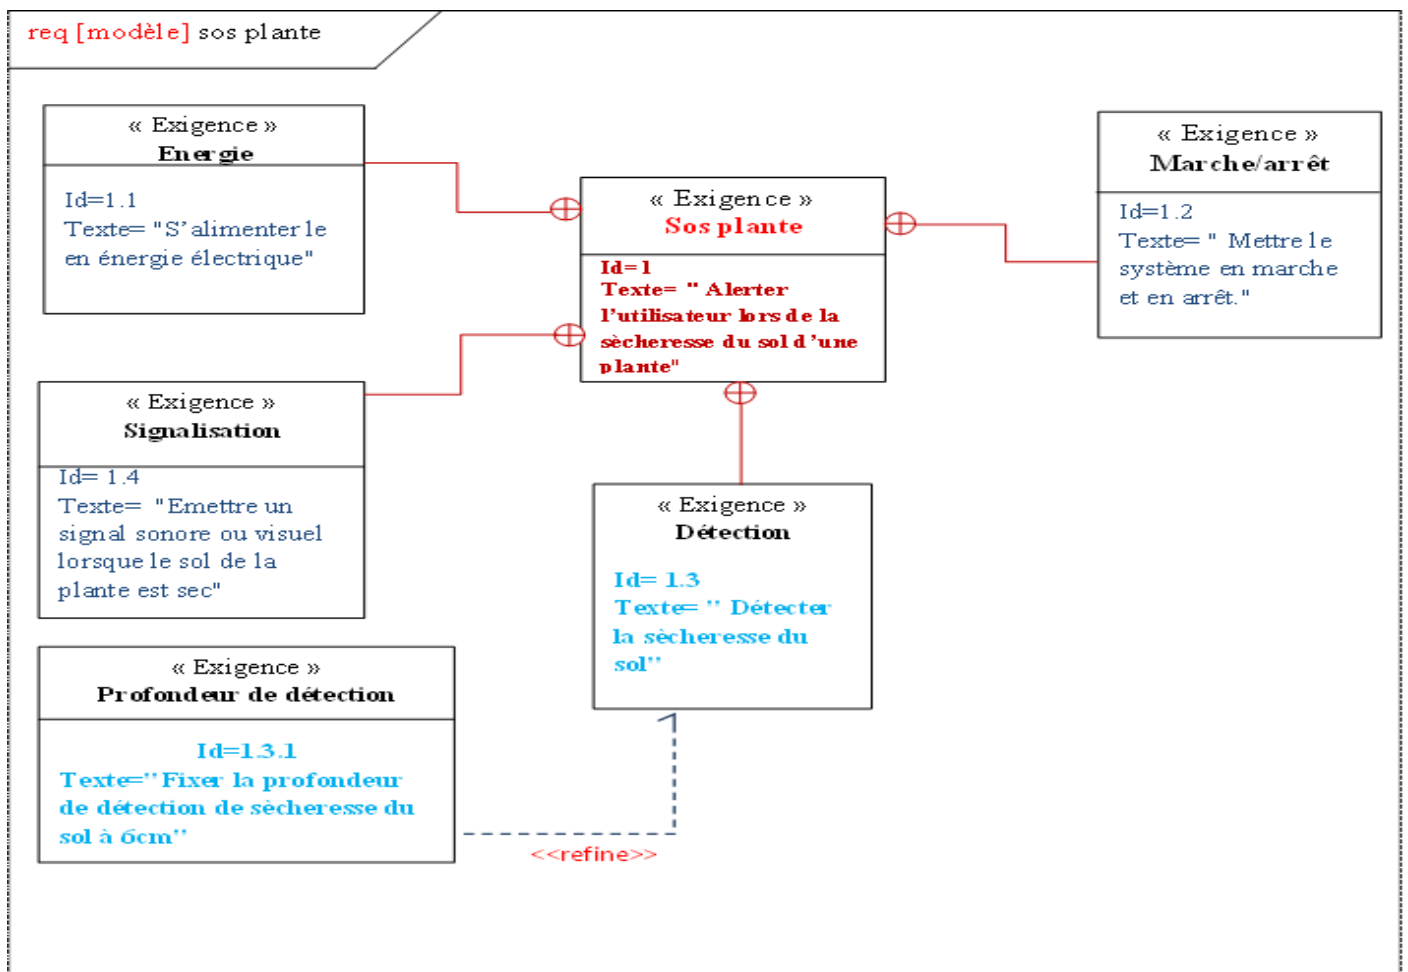 req [modèle] sos plante
« Exigence »
Energie
Id=1.1
Texte= "S'alimenter le
en énergie électrique"
« Exigence »
Sos plante
Id=1
Texte= " Alerter
l'utilisateur lors de la
sècheresse du sol d'une
plante"
« Exigence »
Marche/arrêt
Id=1.2
Texte= " Mettre le
système en marche
et en arrêt."
« Exigence »
Signalisation
Id= 1.4
Texte= "Emettre un
signal sonore ou visuel
lorsque le sol de la
plante est sec"
« Exigence »
Détection
Id= 1.3
Texte= '' Détecter
la sècheresse du
sol''
« Exigence »
Profondeur de détection
Id=1.3.1
Texte=''Fixer la profondeur
de détection de sècheresse du
sol à 6cm''
<<refine>>